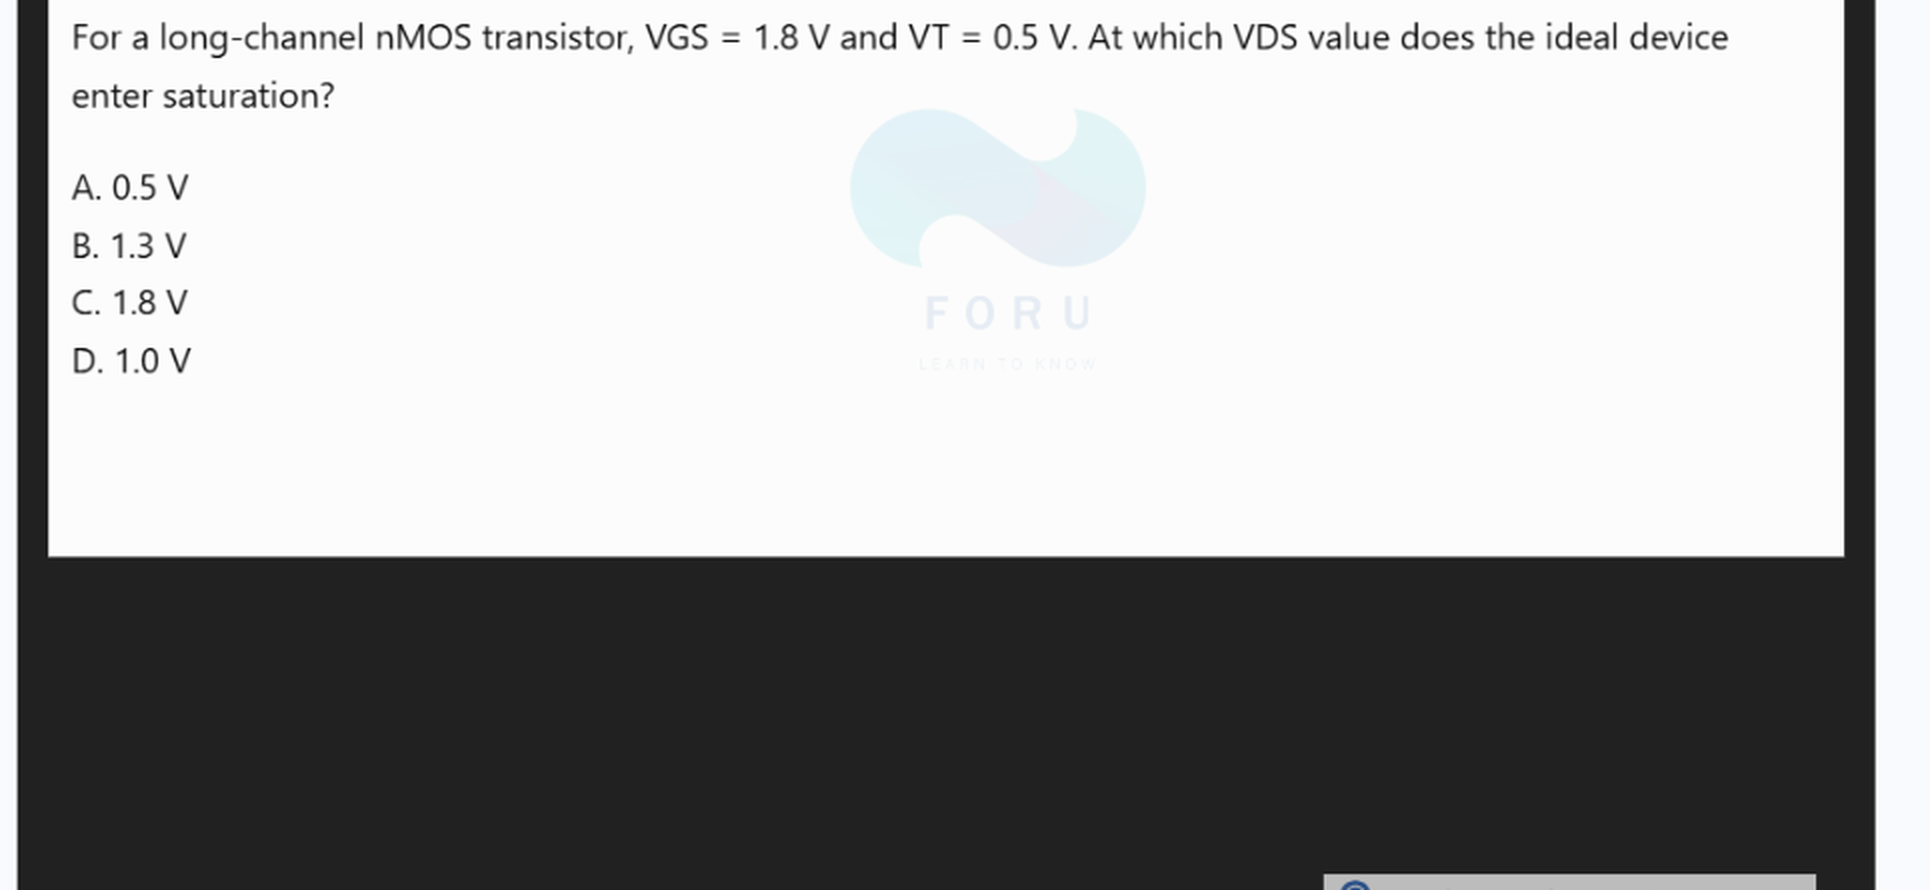 For a long-channel nMOS transistor, VGS = 1.8 V and VT = 0.5 V. At which VDS value does the ideal device
enter saturation?
A. 0.5 V
B. 1.3 V
C. 1.8 V
D. 1.0 V
FORU
LEARN TO KNOW